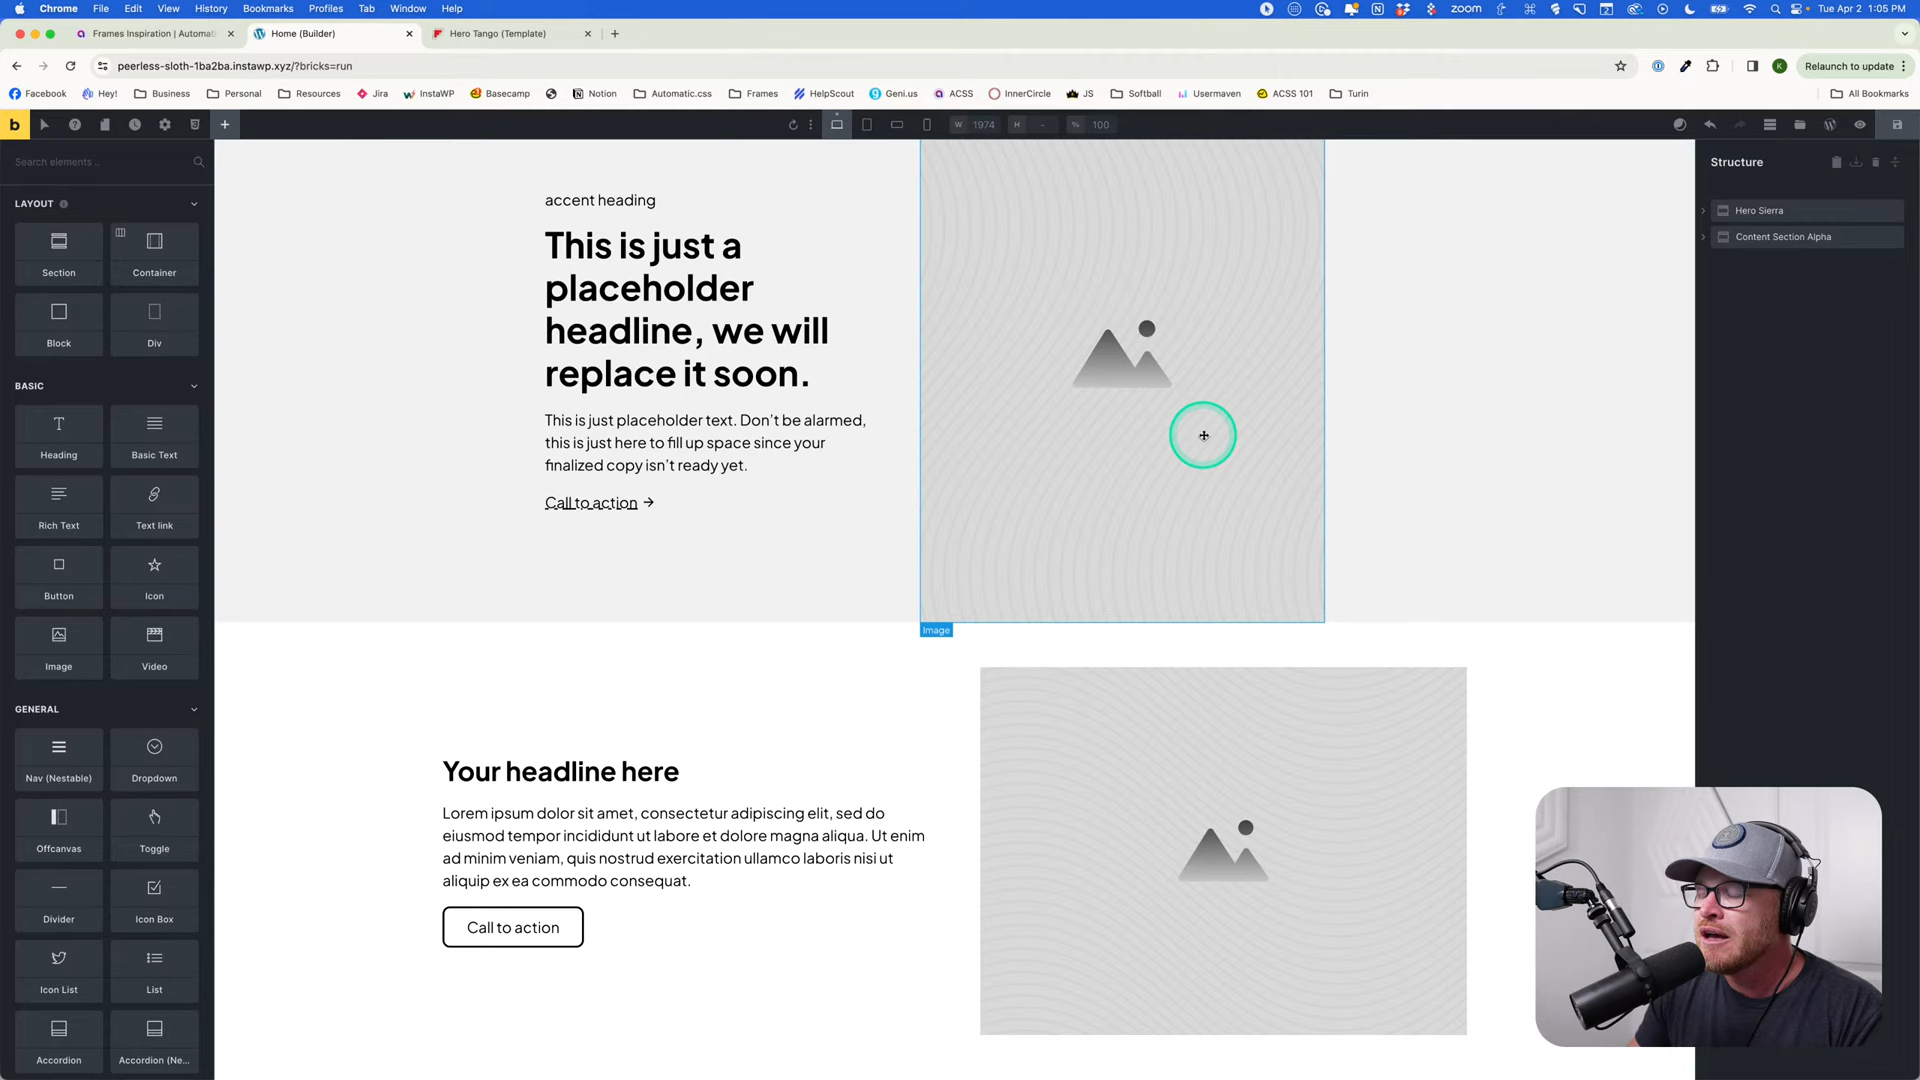 Chrome File Edit View History Bookmarks Profiles Tab Window Help
zoom
Tue Apr 2 1:05 PM
Frames Inspiration | Automat
Home (Builder)
Hero Tango (Template)
peerless-sloth-1ba2ba.instawp.xyz/?bricks=run
K
Relaunch to update
Facebook
Hey!
Business
Personal
Resources
Jira
InstaWP
Basecamp
Notion
Automatic.css
Frames
HelpScout
Geni.us
ACSS
InnerCircle
JS
Softball
Usermaven
ACSS 101
Turin
All Bookmarks
b
W 1974 H - % 100
Search elements ...
LAYOUT
Section
Container
Block
Div
BASIC
Heading
Basic Text
Rich Text
Text link
Button
Icon
Image
Video
GENERAL
Nav (Nestable)
Dropdown
Offcanvas
Toggle
Divider
Icon Box
Icon List
List
Accordion
Accordion (Ne...
accent heading
This is just a
placeholder
headline, we will
replace it soon.
This is just placeholder text. Don't be alarmed,
this is just here to fill up space since your
finalized copy isn't ready yet.
Call to action →
Image
Your headline here
Lorem ipsum dolor sit amet, consectetur adipiscing elit, sed do
eiusmod tempor incididunt ut labore et dolore magna aliqua. Ut enim
ad minim veniam, quis nostrud exercitation ullamco laboris nisi ut
aliquip ex ea commodo consequat.
Call to action
Structure
Hero Sierra
Content Section Alpha